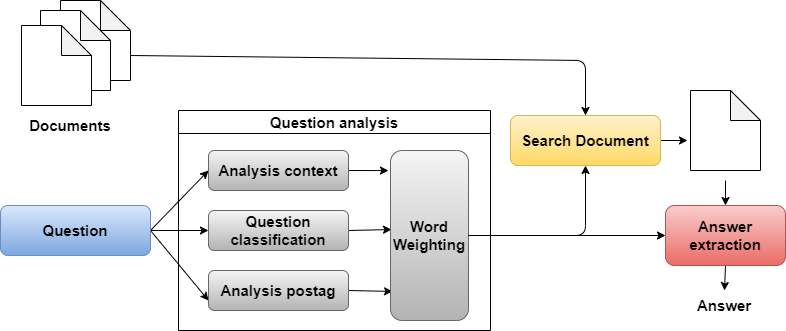 Documents
Question analysis
Search Document
Analysis context
Question
Question
classification
Word
Weighting
Answer
extraction
Analysis postag
Answer